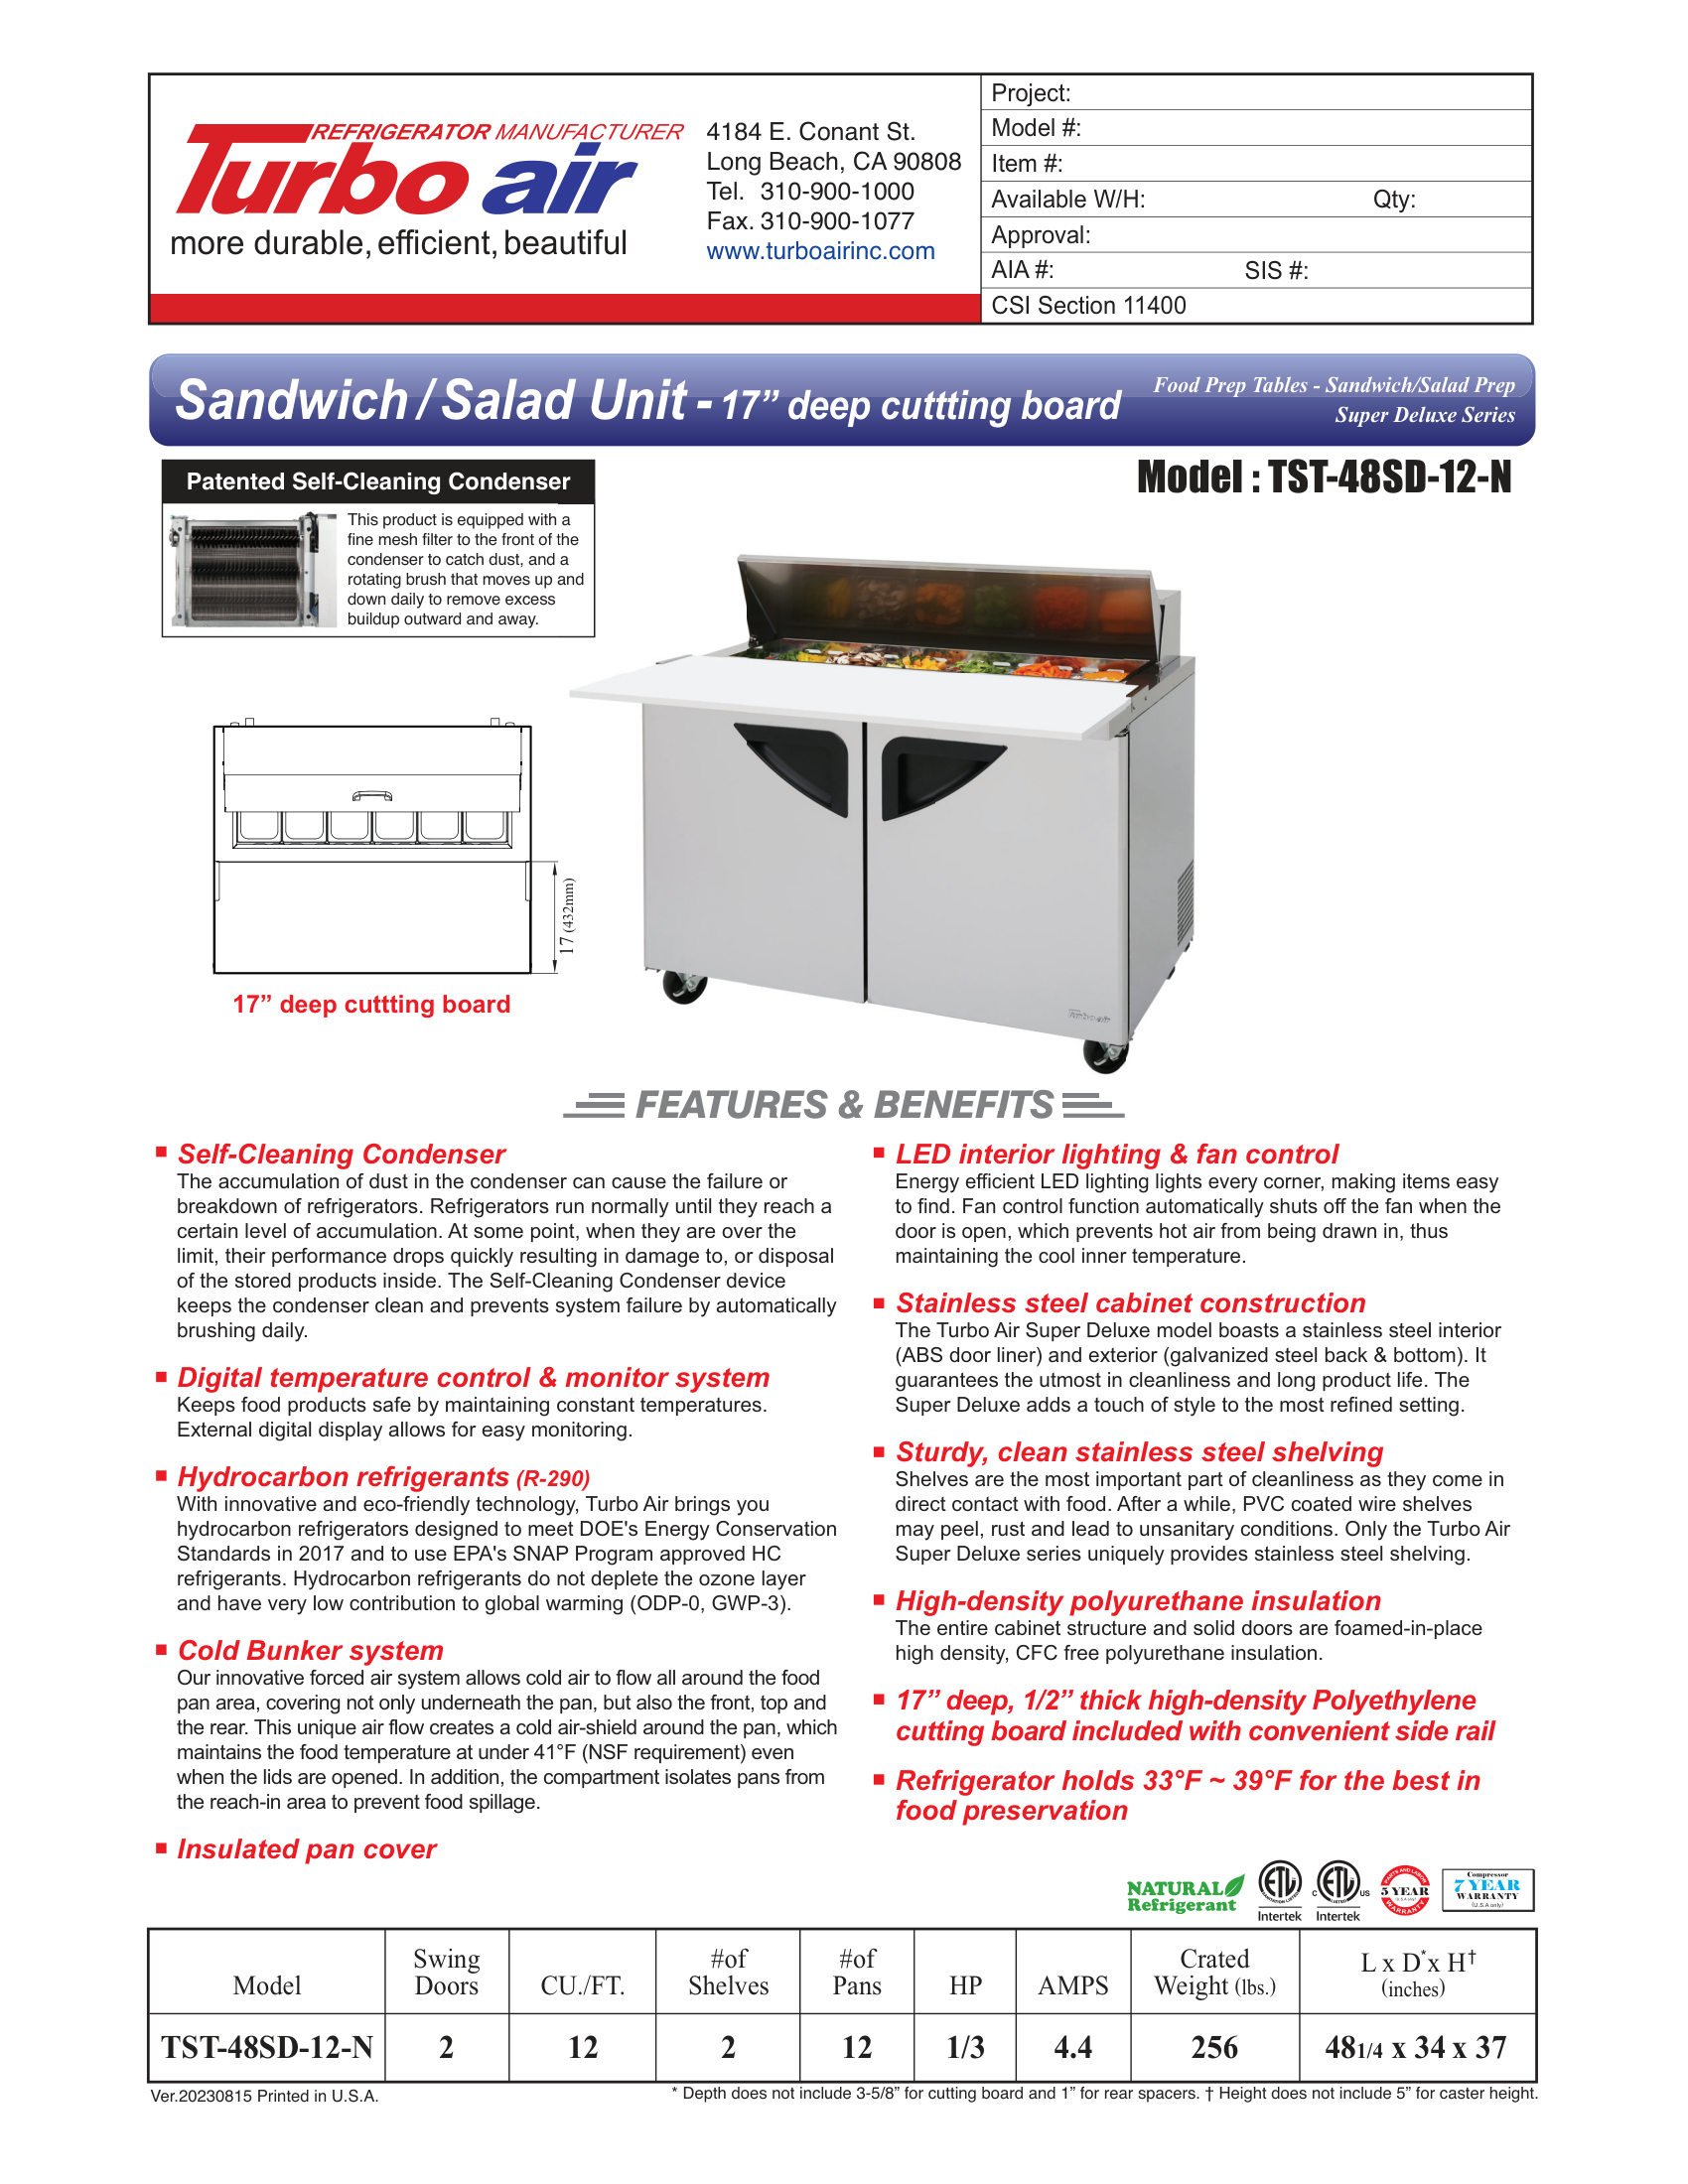 REFRIGERATOR MANUFACTURER
Turbo air
more durable, efficient, beautiful
4184 E. Conant St.
Long Beach, CA 90808
Tel. 310-900-1000
Fax. 310-900-1077
www.turboairinc.com
Project:
Model #:
Item #:
Available W/H: Qty:
Approval:
AIA #: SIS #:
CSI Section 11400
Sandwich / Salad Unit - 17” deep cuttting board
Food Prep Tables - Sandwich/Salad Prep
Super Deluxe Series
Patented Self-Cleaning Condenser
This product is equipped with a
fine mesh filter to the front of the
condenser to catch dust, and a
rotating brush that moves up and
down daily to remove excess
buildup outward and away.
Model : TST-48SD-12-N
17 (432mm)
17” deep cuttting board
Turbo air
FEATURES & BENEFITS
Self-Cleaning Condenser
The accumulation of dust in the condenser can cause the failure or
breakdown of refrigerators. Refrigerators run normally until they reach a
certain level of accumulation. At some point, when they are over the
limit, their performance drops quickly resulting in damage to, or disposal
of the stored products inside. The Self-Cleaning Condenser device
keeps the condenser clean and prevents system failure by automatically
brushing daily.
Digital temperature control & monitor system
Keeps food products safe by maintaining constant temperatures.
External digital display allows for easy monitoring.
Hydrocarbon refrigerants (R-290)
With innovative and eco-friendly technology, Turbo Air brings you
hydrocarbon refrigerators designed to meet DOE's Energy Conservation
Standards in 2017 and to use EPA's SNAP Program approved HC
refrigerants. Hydrocarbon refrigerants do not deplete the ozone layer
and have very low contribution to global warming (ODP-0, GWP-3).
Cold Bunker system
Our innovative forced air system allows cold air to flow all around the food
pan area, covering not only underneath the pan, but also the front, top and
the rear. This unique air flow creates a cold air-shield around the pan, which
maintains the food temperature at under 41°F (NSF requirement) even
when the lids are opened. In addition, the compartment isolates pans from
the reach-in area to prevent food spillage.
Insulated pan cover
LED interior lighting & fan control
Energy efficient LED lighting lights every corner, making items easy
to find. Fan control function automatically shuts off the fan when the
door is open, which prevents hot air from being drawn in, thus
maintaining the cool inner temperature.
Stainless steel cabinet construction
The Turbo Air Super Deluxe model boasts a stainless steel interior
(ABS door liner) and exterior (galvanized steel back & bottom). It
guarantees the utmost in cleanliness and long product life. The
Super Deluxe adds a touch of style to the most refined setting.
Sturdy, clean stainless steel shelving
Shelves are the most important part of cleanliness as they come in
direct contact with food. After a while, PVC coated wire shelves
may peel, rust and lead to unsanitary conditions. Only the Turbo Air
Super Deluxe series uniquely provides stainless steel shelving.
High-density polyurethane insulation
The entire cabinet structure and solid doors are foamed-in-place
high density, CFC free polyurethane insulation.
17” deep, 1/2” thick high-density Polyethylene
cutting board included with convenient side rail
Refrigerator holds 33°F ~ 39°F for the best in
food preservation
NATURAL
Refrigerant
ETL
SANITATION LISTED
Intertek
C ETL US
LISTED
Intertek
PARTS AND LABOR
5 YEAR
(U.S.A only)
WARRANTY
Compressor
7 YEAR
WARRANTY
(U.S.A only)
Model Swing Doors CU./FT. #of Shelves #of Pans HP AMPS Crated Weight (lbs.) L x D* x H† (inches)
TST-48SD-12-N 2 12 2 12 1/3 4.4 256 48 1/4 x 34 x 37
Ver.20230815 Printed in U.S.A.
* Depth does not include 3-5/8” for cutting board and 1” for rear spacers. † Height does not include 5” for caster height.